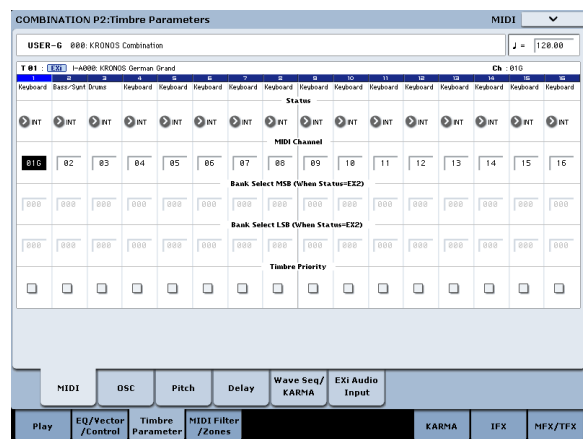 COMBINATION P2:Timbre Parameters MIDI
USER-G 000: KRONOS Combination ♩= 120.00
T 01 : EXi I-A000: KRONOS German Grand Ch : 01G
1 2 3 4 5 6 7 8 9 10 11 12 13 14 15 16
Keyboard Bass/Synt Drums Keyboard Keyboard Keyboard Keyboard Keyboard Keyboard Keyboard Keyboard Keyboard Keyboard Keyboard Keyboard Keyboard
Status
INT INT INT INT INT INT INT INT INT INT INT INT INT INT INT INT
MIDI Channel
01G 02 03 04 05 06 07 08 09 10 11 12 13 14 15 16
Bank Select MSB (When Status=EX2)
000 000 000 000 000 000 000 000 000 000 000 000 000 000 000 000
Bank Select LSB (When Status=EX2)
000 000 000 000 000 000 000 000 000 000 000 000 000 000 000 000
Timbre Priority
MIDI OSC Pitch Delay Wave Seq/ KARMA EXi Audio Input
Play EQ/Vector /Control Timbre Parameter MIDI Filter /Zones KARMA IFX MFX/TFX